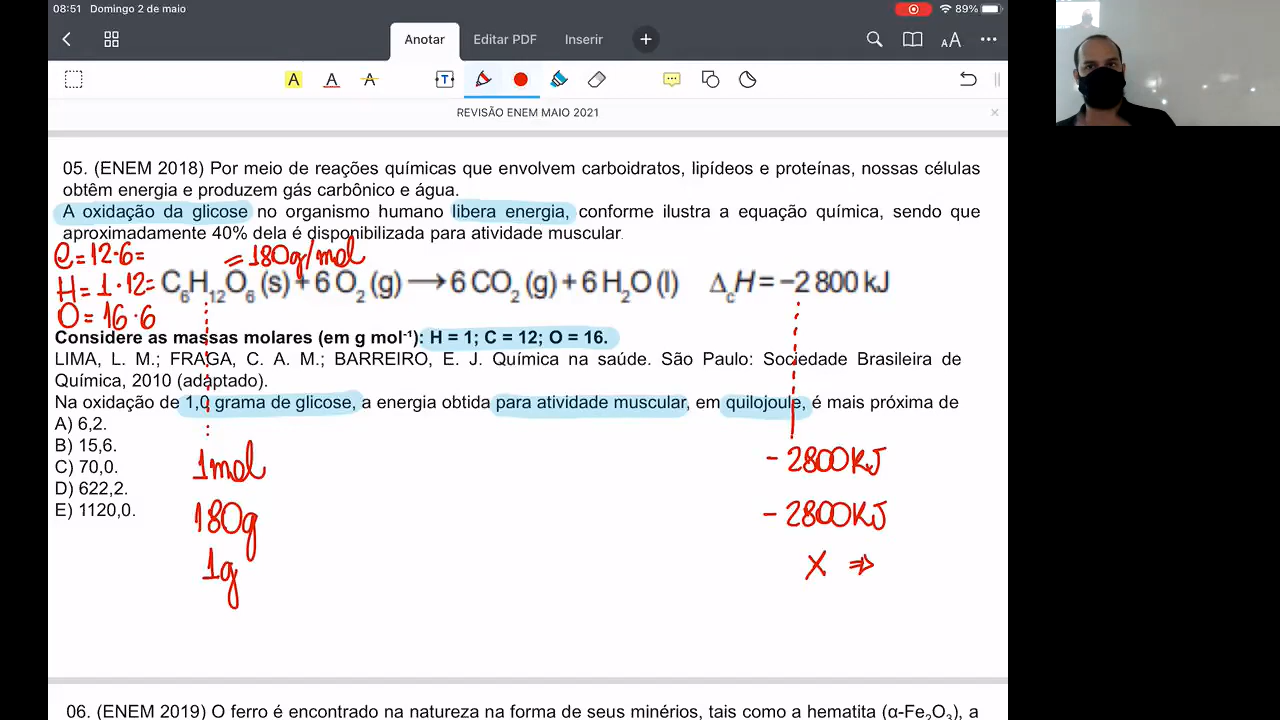 08:51 Domingo 2 de maio
89%
Anotar Editar PDF Inserir
AA
A A A T
REVISÃO ENEM MAIO 2021
05. (ENEM 2018) Por meio de reações químicas que envolvem carboidratos, lipídeos e proteínas, nossas células
obtêm energia e produzem gás carbônico e água.
A oxidação da glicose no organismo humano libera energia, conforme ilustra a equação química, sendo que
aproximadamente 40% dela é disponibilizada para atividade muscular.
C=12·6= =180g/mol
H=1·12= C₆H₁₂O₆ (s) + 6 O₂ (g) → 6 CO₂ (g) + 6 H₂O (l) ΔcH = −2 800 kJ
O=16·6
Considere as massas molares (em g mol⁻¹): H = 1; C = 12; O = 16.
LIMA, L. M.; FRAGA, C. A. M.; BARREIRO, E. J. Química na saúde. São Paulo: Sociedade Brasileira de
Química, 2010 (adaptado).
Na oxidação de 1,0 grama de glicose, a energia obtida para atividade muscular, em quilojoule, é mais próxima de
A) 6,2.
B) 15,6.
C) 70,0.
D) 622,2.
E) 1120,0.
1mol -2800KJ
180g -2800KJ
1g X ⇒
06. (ENEM 2019) O ferro é encontrado na natureza na forma de seus minérios, tais como a hematita (α-Fe₂O₃), a